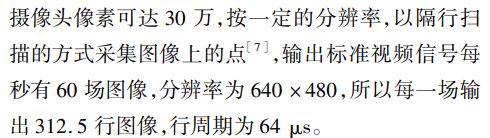 摄像头像素可达 30 万,按一定的分辨率,以隔行扫
描的方式采集图像上的点[7],输出标准视频信号每
秒有 60 场图像,分辨率为 640 × 480,所以每一场输
出 312. 5 行图像,行周期为 64 μs。